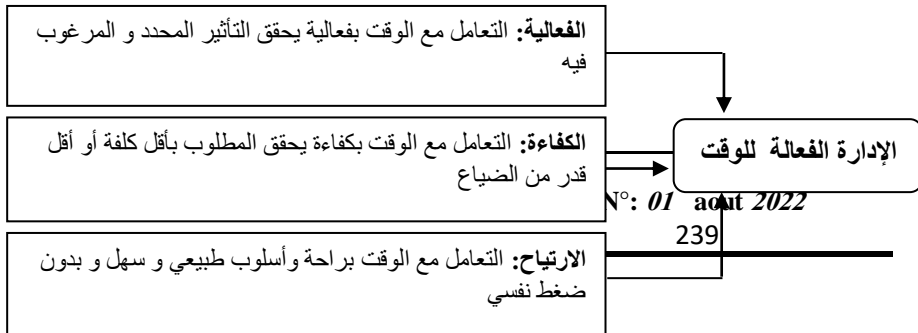 الفعالية: التعامل مع الوقت بفعالية يحقق التأثير المحدد و المرغوب
فيه
الكفاءة: التعامل مع الوقت بكفاءة يحقق المطلوب بأقل كلفة أو أقل
قدر من الضياع
الإدارة الفعالة للوقت
N°: 01 aout 2022
239
الارتياح: التعامل مع الوقت براحة وأسلوب طبيعي و سهل و بدون
ضغط نفسي